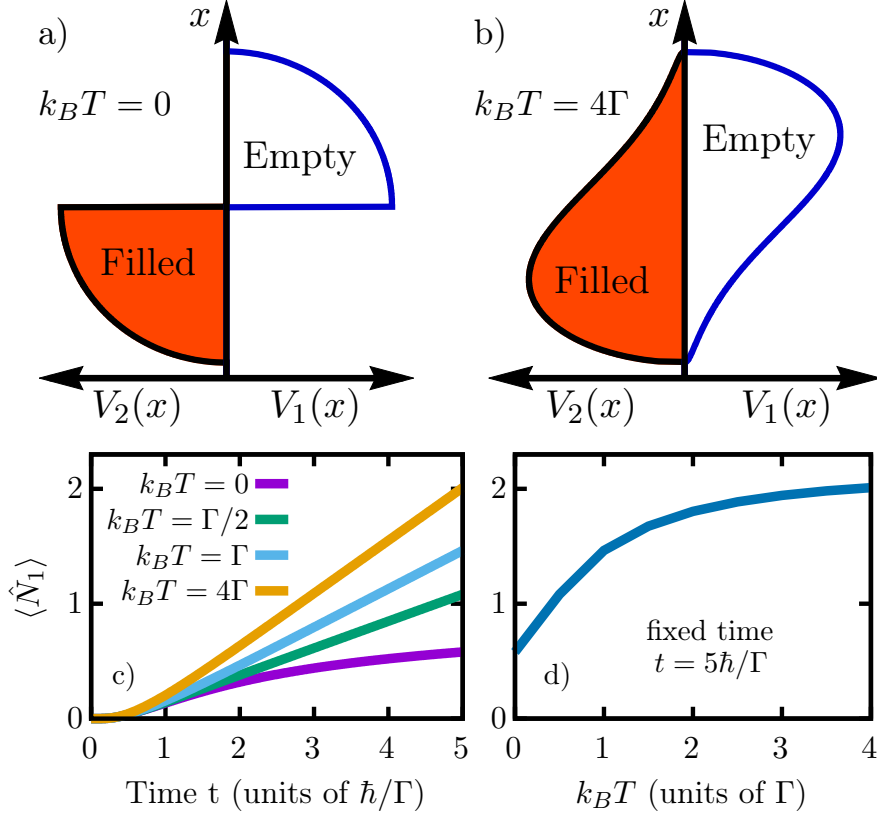 a)
x
k_BT = 0
Empty
Filled
V_2(x)
V_1(x)
b)
x
k_BT = 4Γ
Empty
Filled
V_2(x)
V_1(x)
⟨N̂_1⟩
2
1
0
k_BT = 0
k_BT = Γ/2
k_BT = Γ
k_BT = 4Γ
c)
0 1 2 3 4 5
Time t (units of ħ/Γ)
2
1
0
fixed time
t = 5ħ/Γ
d)
0 1 2 3 4
k_BT (units of Γ)